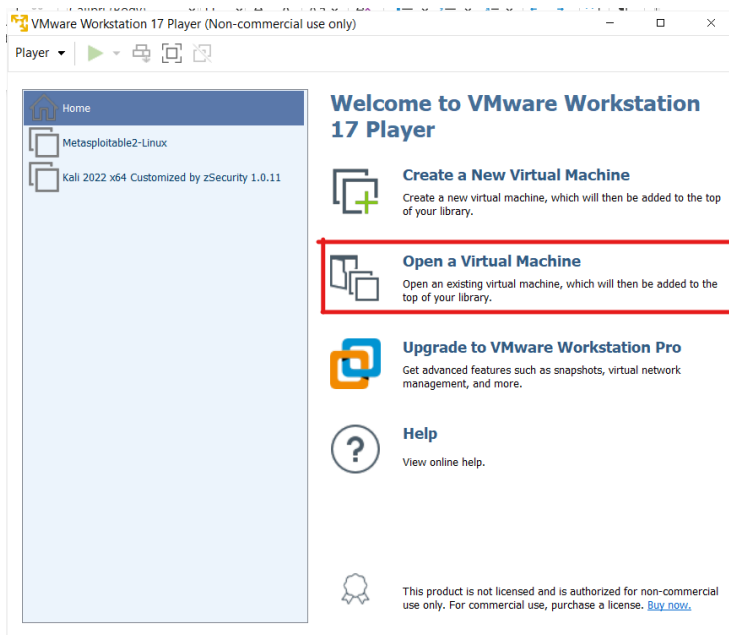 VMware Workstation 17 Player (Non-commercial use only)
Player
Home
Metasploitable2-Linux
Kali 2022 x64 Customized by zSecurity 1.0.11
Welcome to VMware Workstation
17 Player
Create a New Virtual Machine
Create a new virtual machine, which will then be added to the top
of your library.
Open a Virtual Machine
Open an existing virtual machine, which will then be added to the
top of your library.
Upgrade to VMware Workstation Pro
Get advanced features such as snapshots, virtual network
management, and more.
Help
View online help.
This product is not licensed and is authorized for non-commercial
use only. For commercial use, purchase a license. Buy now.